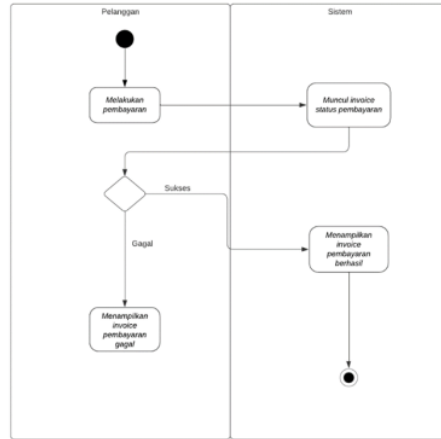 Pelanggan
Sistem
Melakukan
pembayaran
Muncul invoice
status pembayaran
Sukses
Menampilkan
invoice
pembayaran
berhasil
Gagal
Menampilkan
invoice
pembayaran
gagal